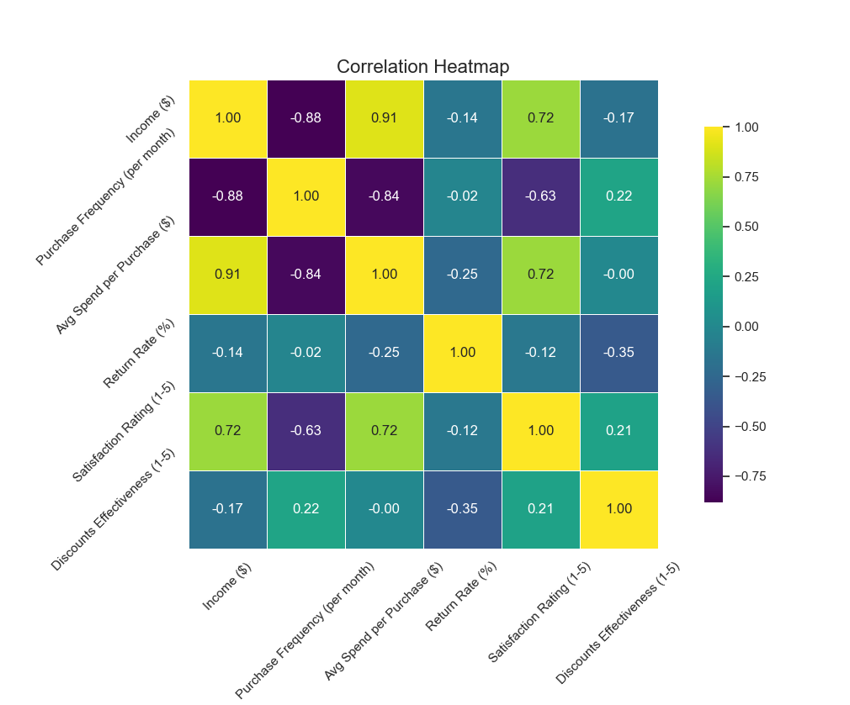 Correlation Heatmap
Income ($)
1.00 -0.88 0.91 -0.14 0.72 -0.17
Purchase Frequency (per month)
-0.88 1.00 -0.84 -0.02 -0.63 0.22
Avg Spend per Purchase ($)
0.91 -0.84 1.00 -0.25 0.72 -0.00
Return Rate (%)
-0.14 -0.02 -0.25 1.00 -0.12 -0.35
Satisfaction Rating (1-5)
0.72 -0.63 0.72 -0.12 1.00 0.21
Discounts Effectiveness (1-5)
-0.17 0.22 -0.00 -0.35 0.21 1.00
Income ($)
Purchase Frequency (per month)
Avg Spend per Purchase ($)
Return Rate (%)
Satisfaction Rating (1-5)
Discounts Effectiveness (1-5)
1.00
0.75
0.50
0.25
0.00
−0.25
−0.50
−0.75